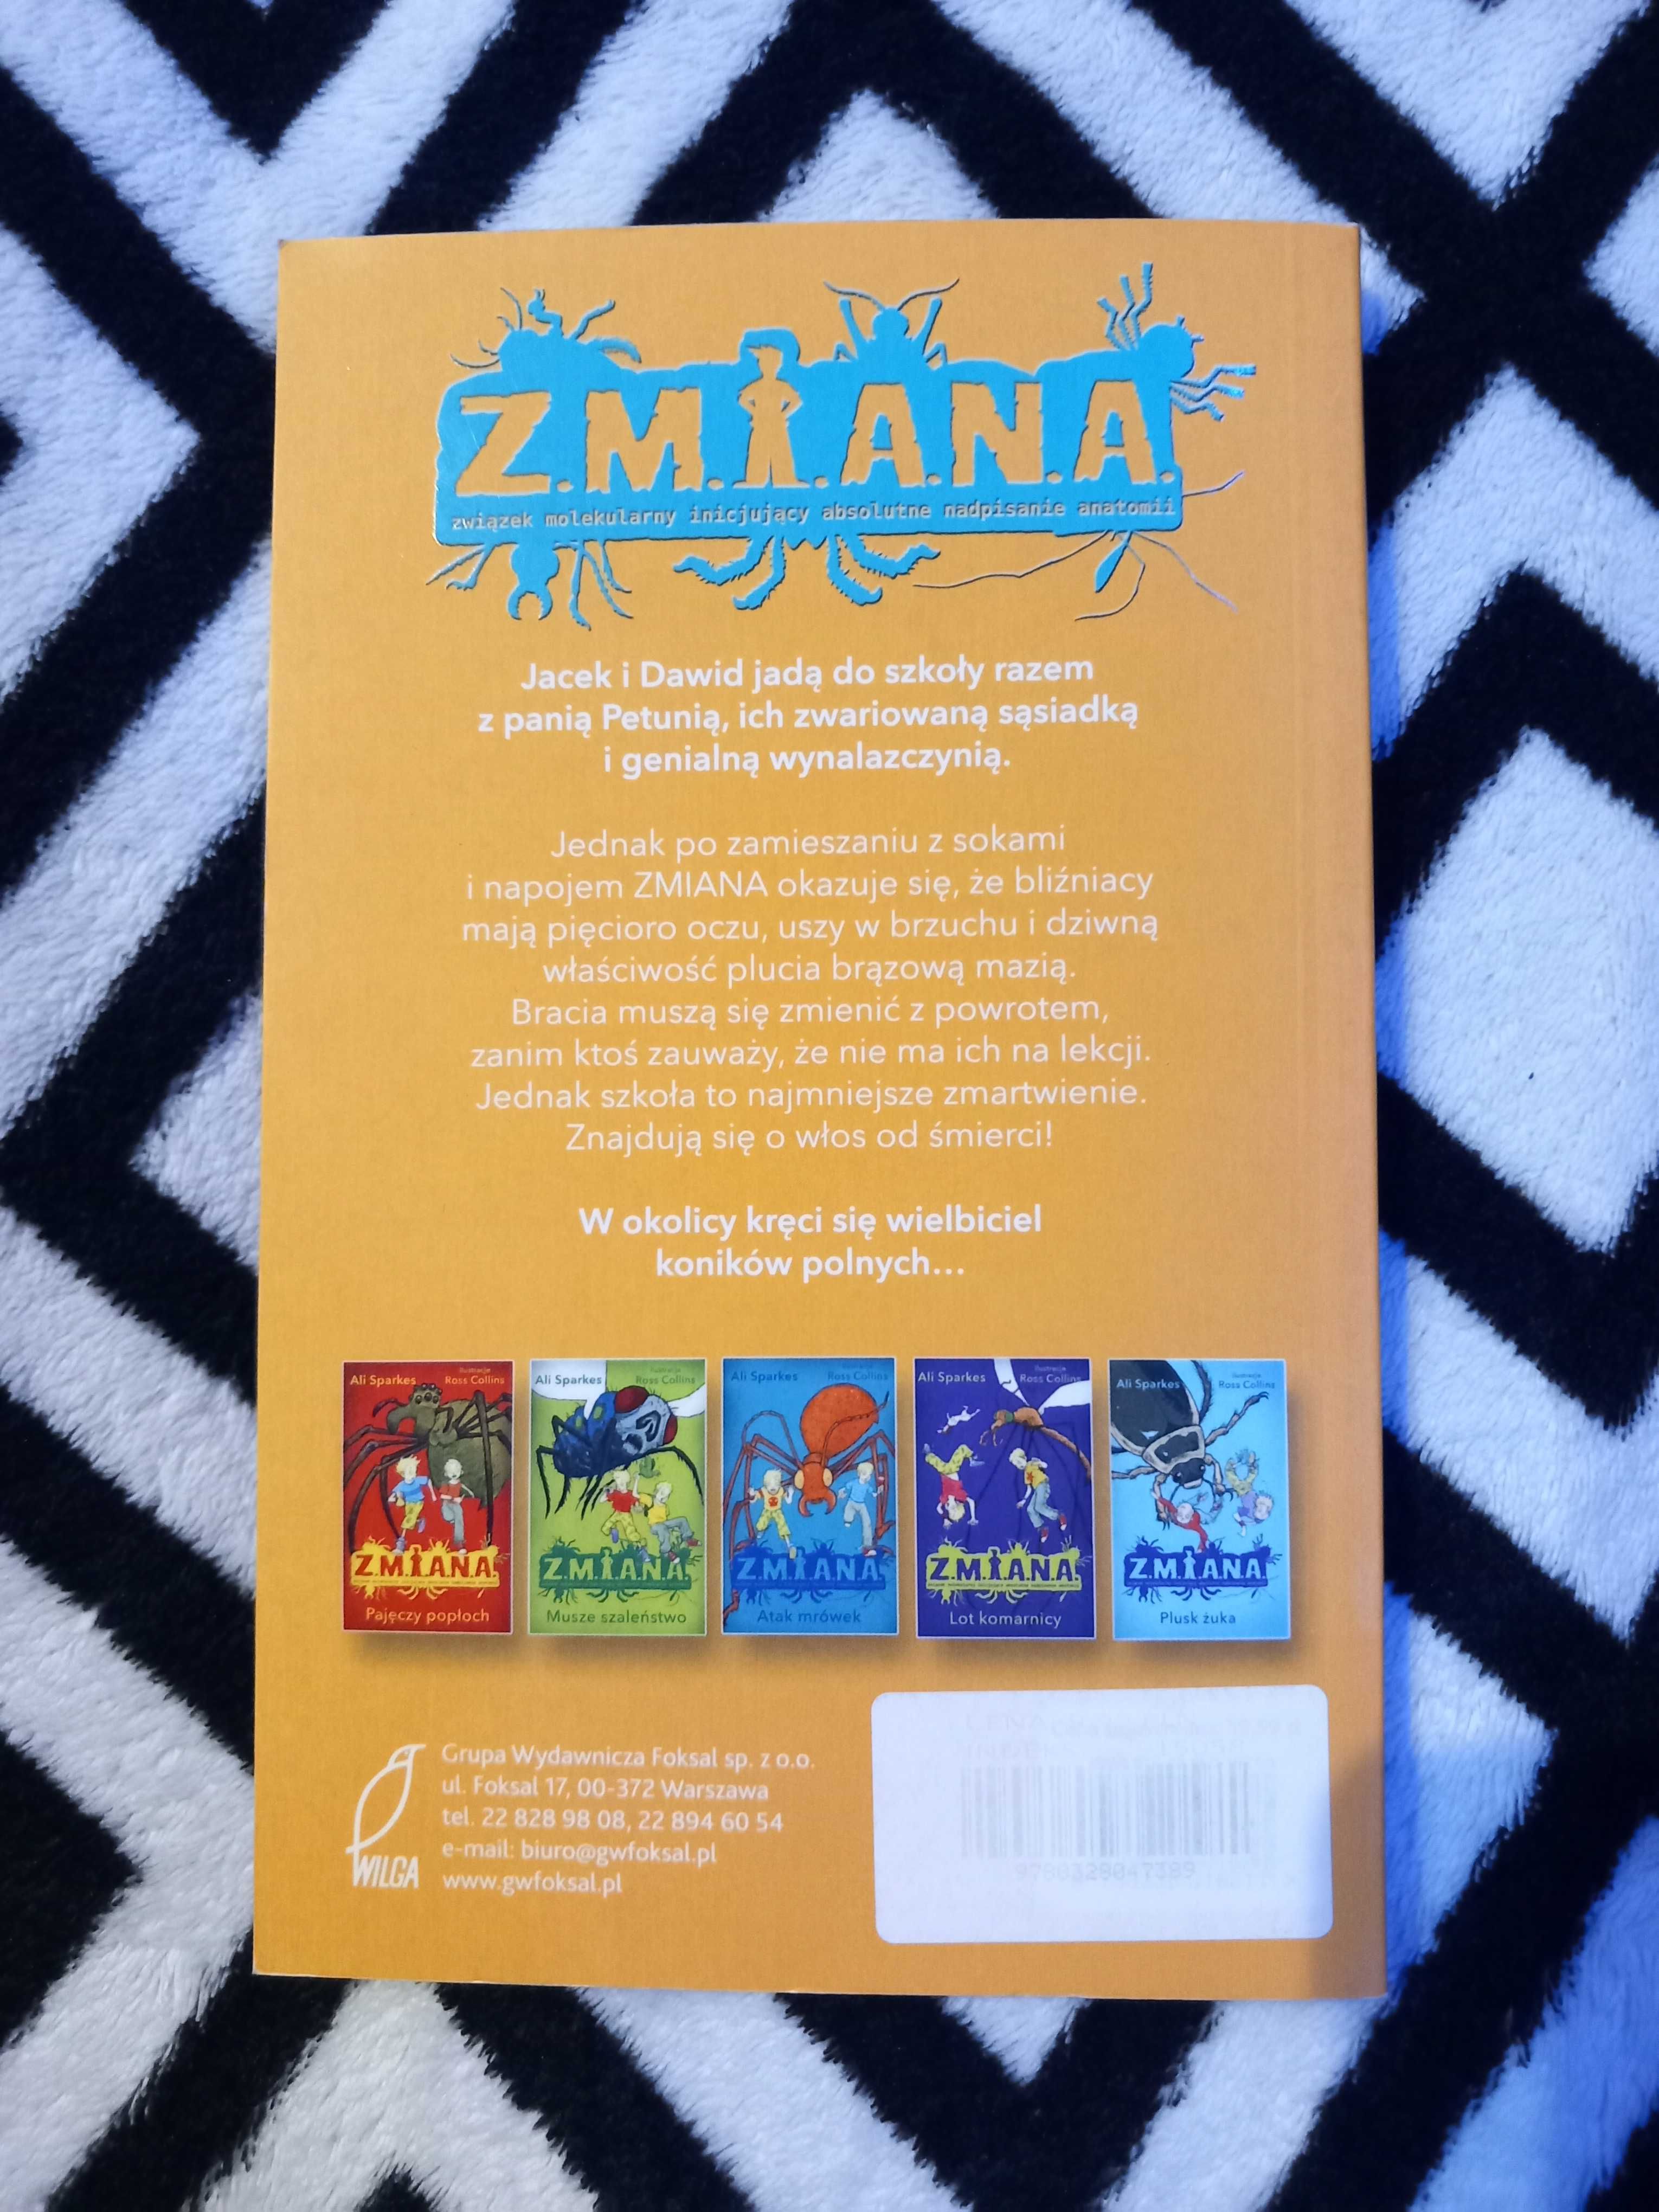 Z.M.I.A.N.A.
związek molekularny inicjujący absolutne nadpisanie anatomii
Jacek i Dawid jadą do szkoły razem
z panią Petunią, ich zwariowaną sąsiadką
i genialną wynalazczynią.
Jednak po zamieszaniu z sokami
i napojem ZMIANA okazuje się, że bliźniacy
mają pięcioro oczu, uszy w brzuchu i dziwną
właściwość plucia brązową mazią.
Bracia muszą się zmienić z powrotem,
zanim ktoś zauważy, że nie ma ich na lekcji.
Jednak szkoła to najmniejsze zmartwienie.
Znajdują się o włos od śmierci!
W okolicy kręci się wielbiciel
koników polnych...
Ali Sparkes
ilustracje
Ross Collins
Z.M.I.A.N.A.
Pajęczy popłoch
Ali Sparkes
ilustracje
Ross Collins
Z.M.I.A.N.A.
Musze szaleństwo
Ali Sparkes
ilustracje
Ross Collins
Z.M.I.A.N.A.
Atak mrówek
Ali Sparkes
ilustracje
Ross Collins
Z.M.I.A.N.A.
Lot komarnicy
Ali Sparkes
ilustracje
Ross Collins
Z.M.I.A.N.A.
Plusk żuka
WILGA
Grupa Wydawnicza Foksal sp. z o.o.
ul. Foksal 17, 00-372 Warszawa
tel. 22 828 98 08, 22 894 60 54
e-mail: biuro@gwfoksal.pl
www.gwfoksal.pl